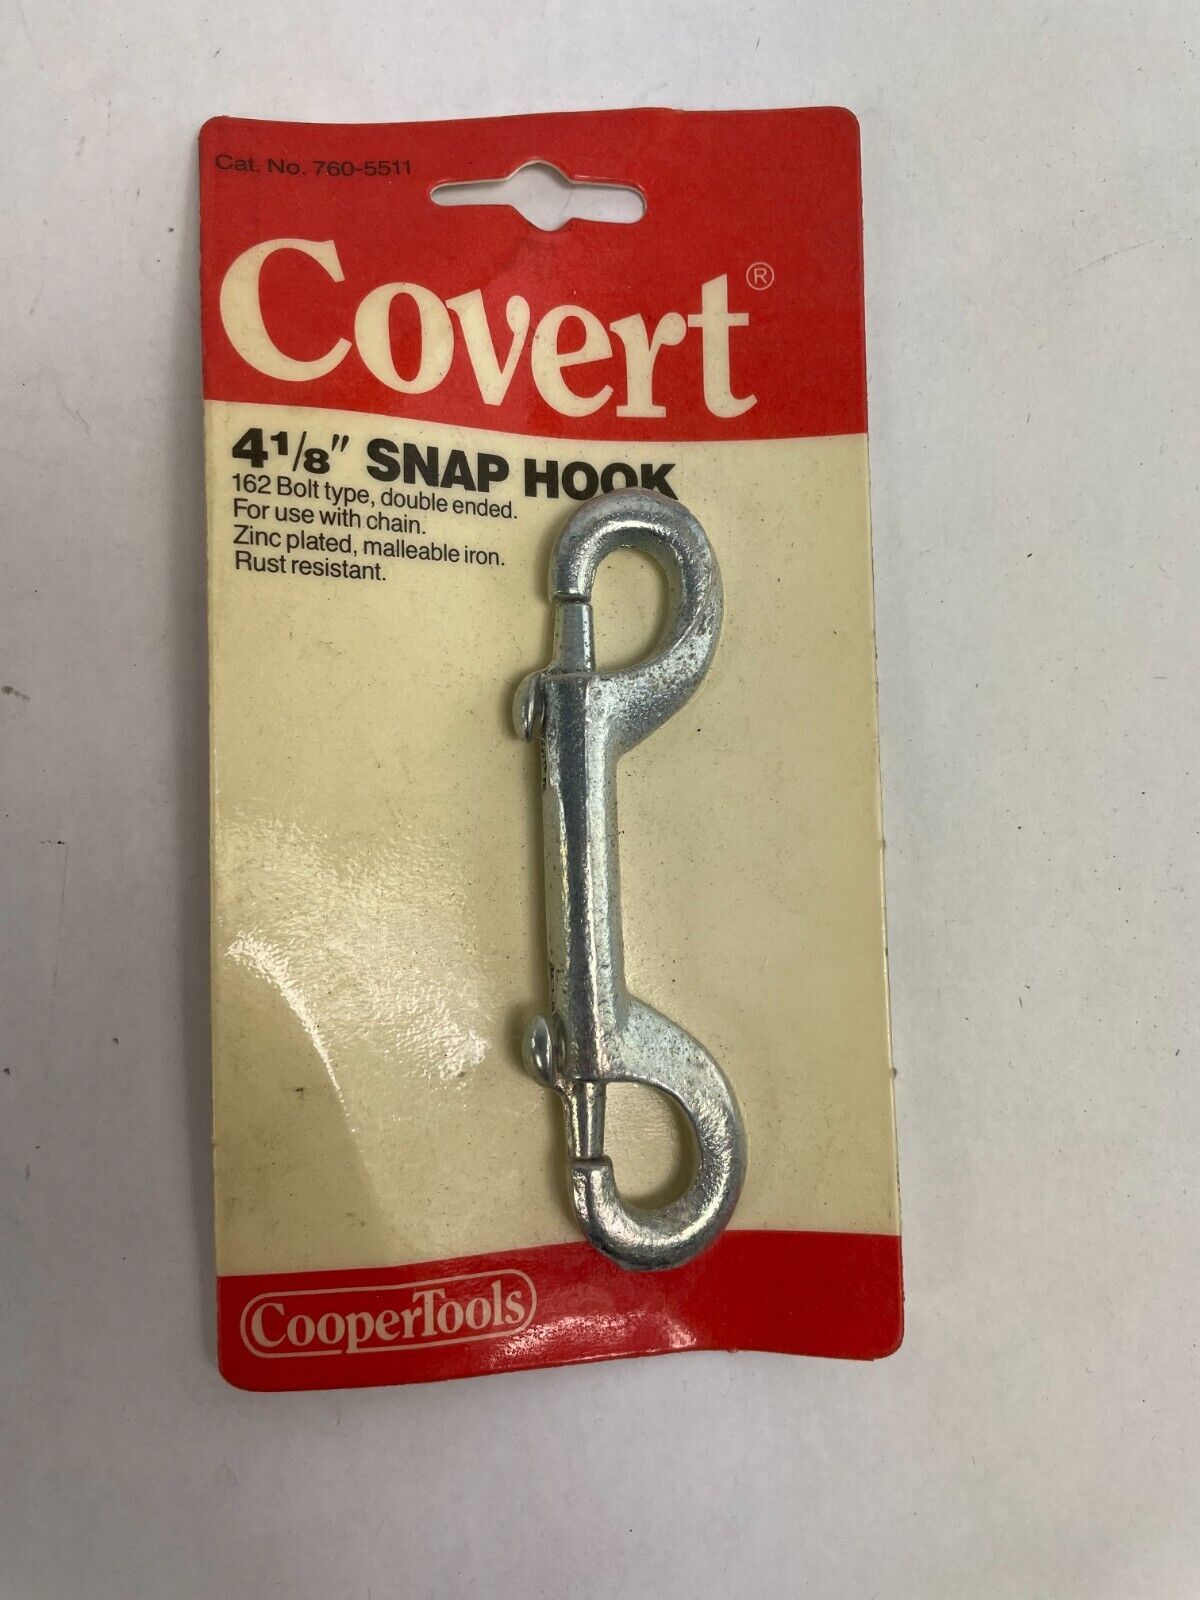 Cat. No. 760-5511
Covert®
4 1/8" SNAP HOOK
162 Bolt type, double ended.
For use with chain.
Zinc plated, malleable iron.
Rust resistant.
CooperTools